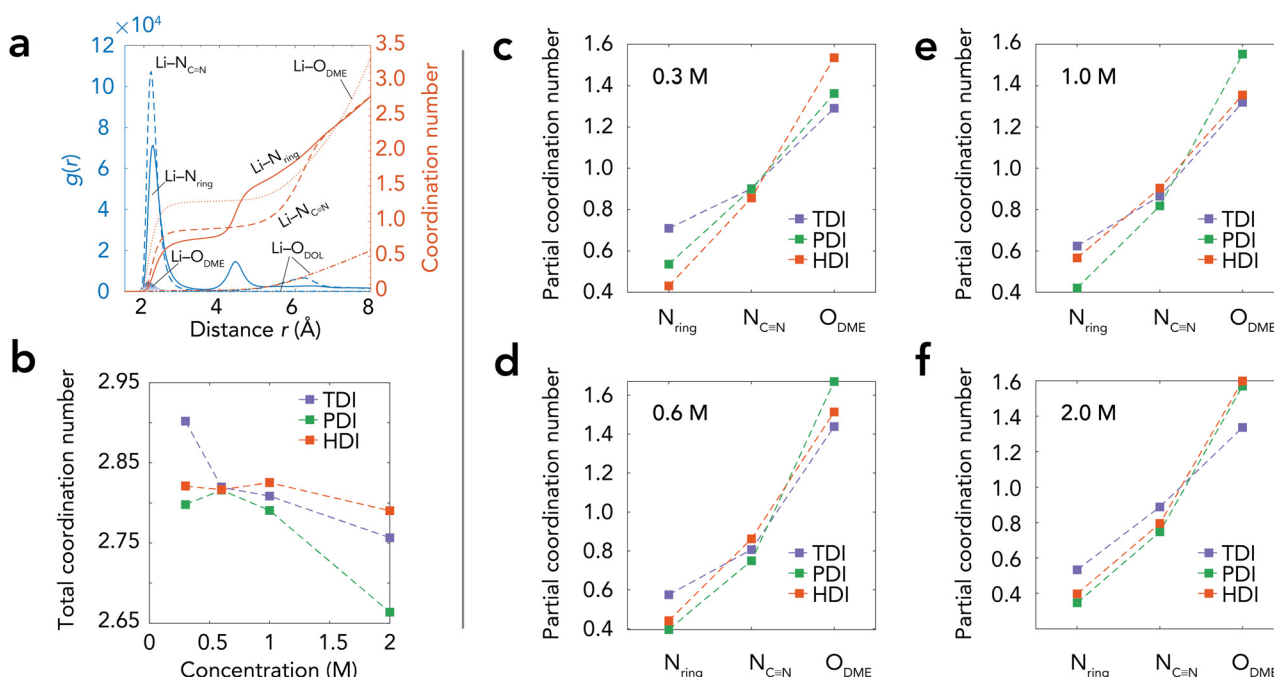 a
×10⁴
12
10
8
6
4
2
0
g(r)
3.5
3.0
2.5
2.0
1.5
1.0
0.5
0
Coordination number
Li–N_C≡N
Li–O_DME
Li–N_ring
Li–N_ring
Li–N_C≡N
Li–O_DME
Li–O_DOL
2 4 6 8
Distance r (Å)
b
2.95
2.85
2.75
2.65
Total coordination number
TDI
PDI
HDI
0 0.5 1 1.5 2
Concentration (M)
c
1.6
1.4
1.2
1.0
0.8
0.6
0.4
Partial coordination number
0.3 M
TDI
PDI
HDI
N_ring N_C≡N O_DME
d
1.6
1.4
1.2
1.0
0.8
0.6
0.4
Partial coordination number
0.6 M
TDI
PDI
HDI
N_ring N_C≡N O_DME
e
1.6
1.4
1.2
1.0
0.8
0.6
0.4
Partial coordination number
1.0 M
TDI
PDI
HDI
N_ring N_C≡N O_DME
f
1.6
1.4
1.2
1.0
0.8
0.6
0.4
Partial coordination number
2.0 M
TDI
PDI
HDI
N_ring N_C≡N O_DME